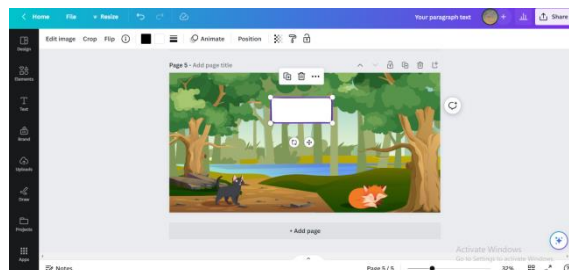 Home File Resize Your paragraph text Share
Edit image Crop Flip Animate Position
Design
Elements
Text
Brand
Uploads
Draw
Projects
Apps
Page 5 - Add page title
+ Add page
Activate Windows
Go to Settings to activate Windows.
Notes Page 5 / 5 32%